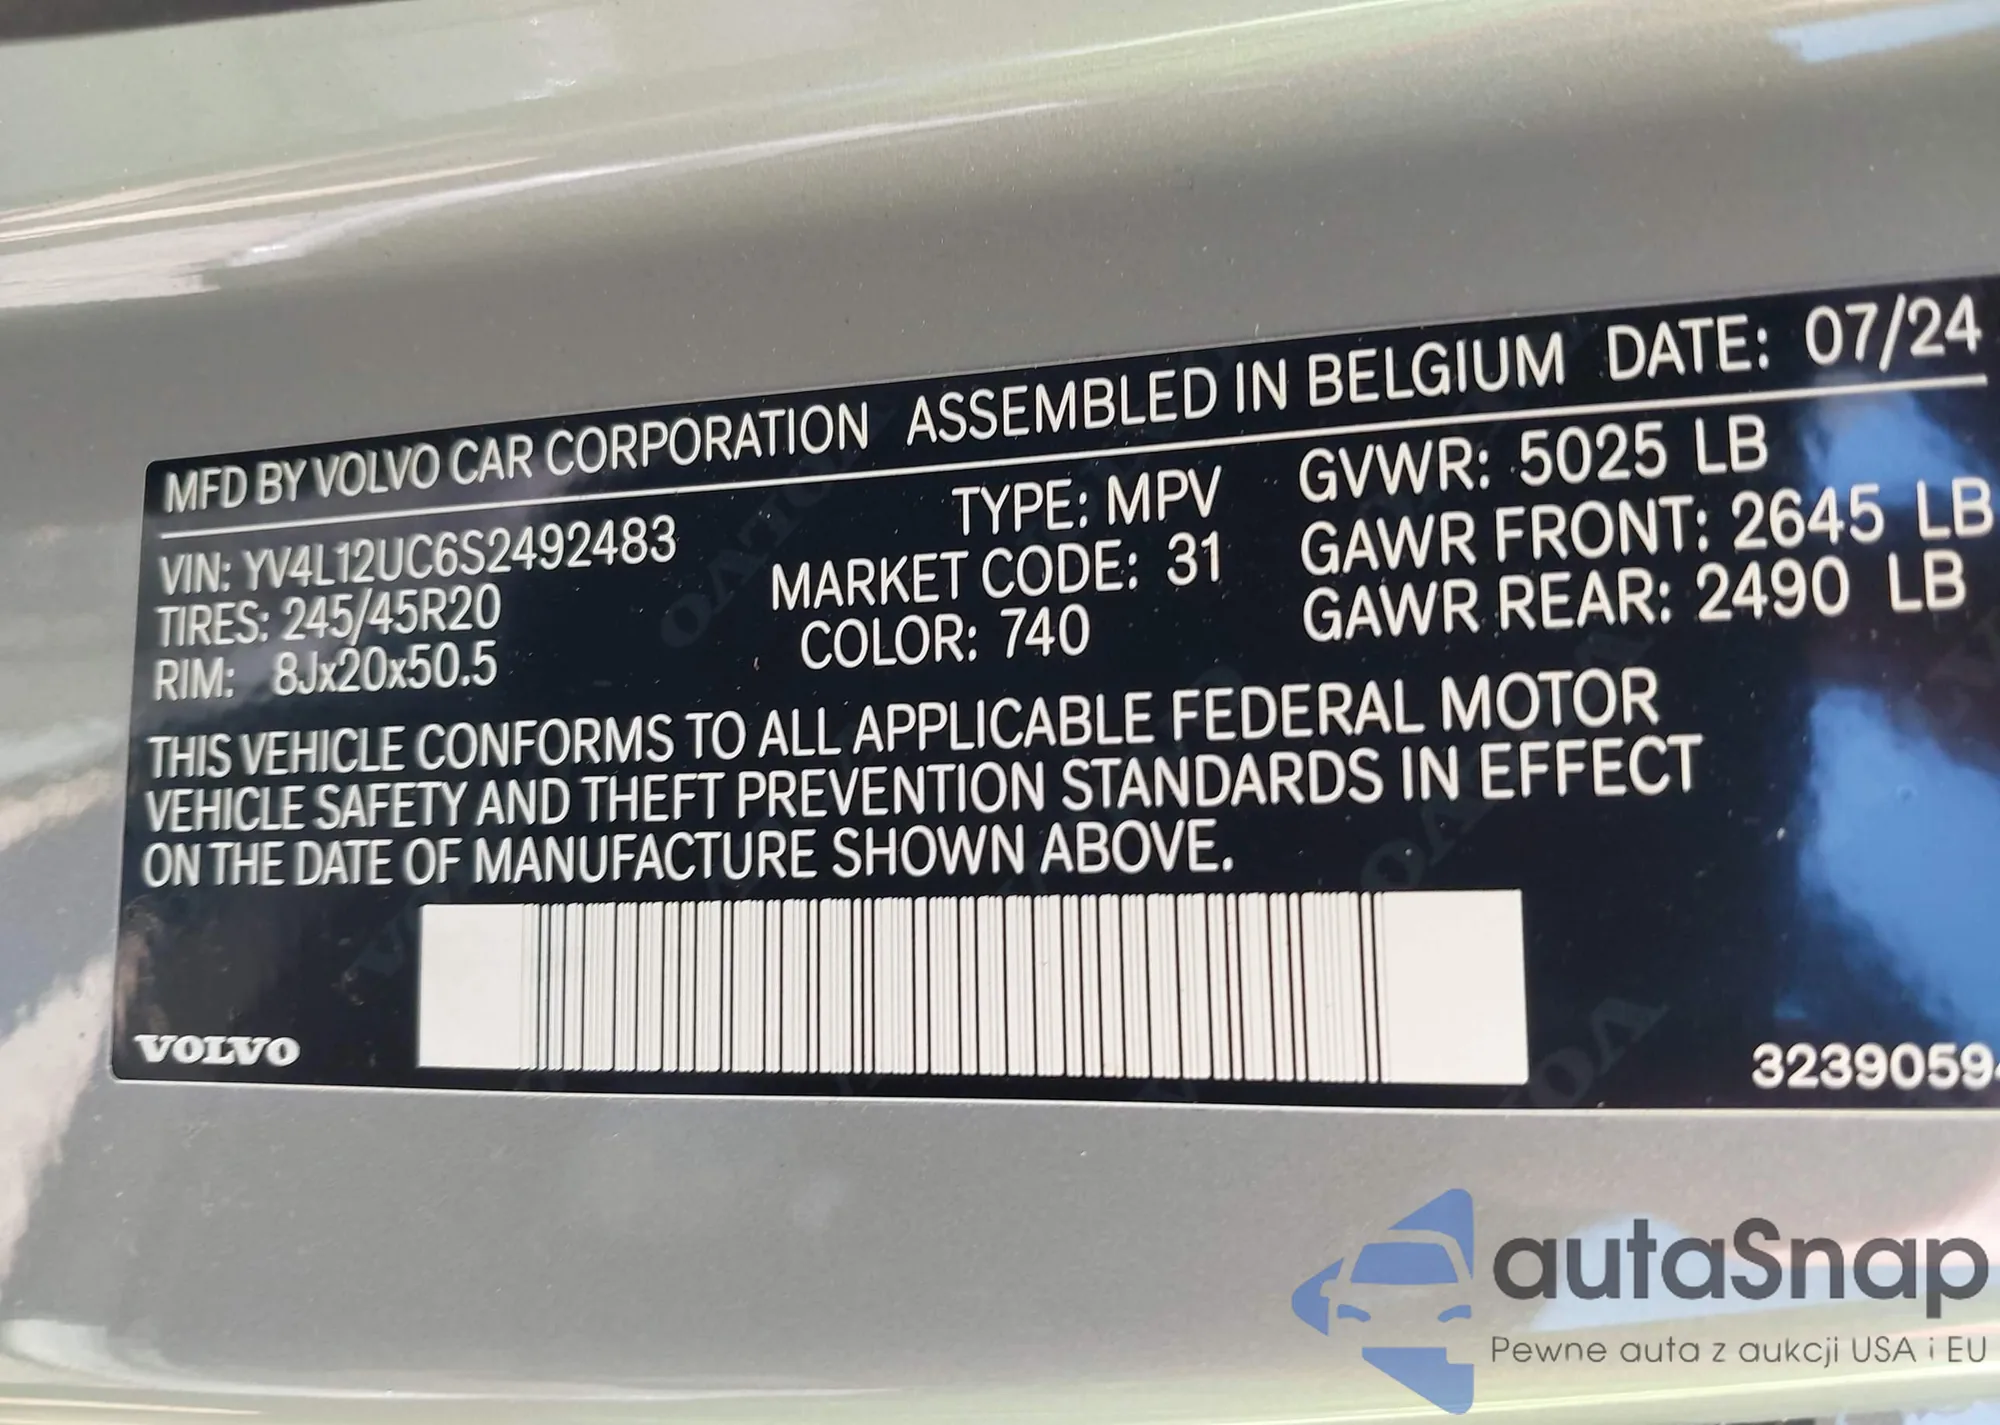 MFD BY VOLVO CAR CORPORATION ASSEMBLED IN BELGIUM DATE: 07/24
VIN: YV4L12UC6S2492483
TIRES: 245/45R20
RIM: 8Jx20x50.5
TYPE: MPV
MARKET CODE: 31
COLOR: 740
GVWR: 5025 LB
GAWR FRONT: 2645 LB
GAWR REAR: 2490 LB
THIS VEHICLE CONFORMS TO ALL APPLICABLE FEDERAL MOTOR
VEHICLE SAFETY AND THEFT PREVENTION STANDARDS IN EFFECT
ON THE DATE OF MANUFACTURE SHOWN ABOVE.
VOLVO
autaSnap
Pewne auta z aukcji USA i EU